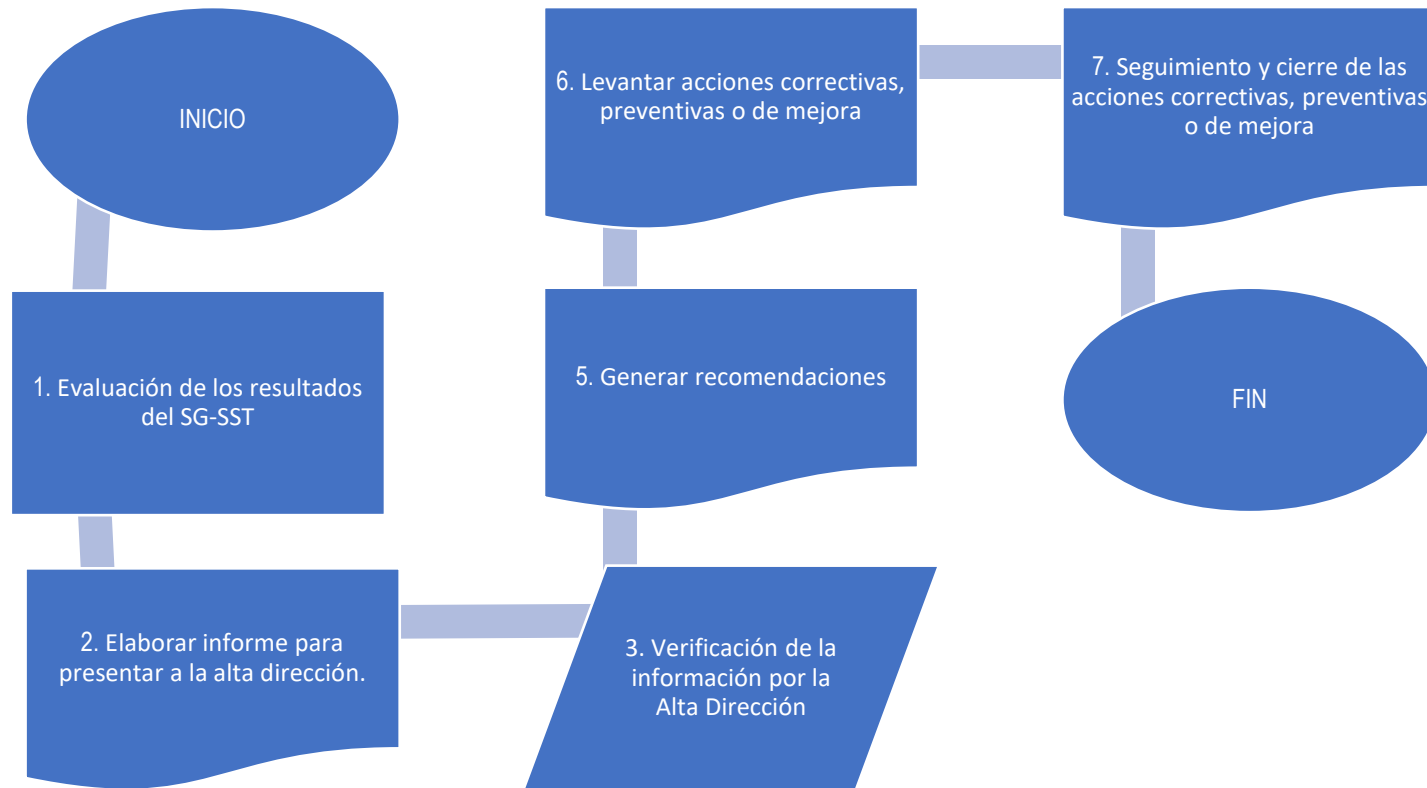 INICIO
1. Evaluación de los resultados
del SG-SST
2. Elaborar informe para
presentar a la alta dirección.
3. Verificación de la
información por la
Alta Dirección
5. Generar recomendaciones
6. Levantar acciones correctivas,
preventivas o de mejora
7. Seguimiento y cierre de las
acciones correctivas, preventivas
o de mejora
FIN